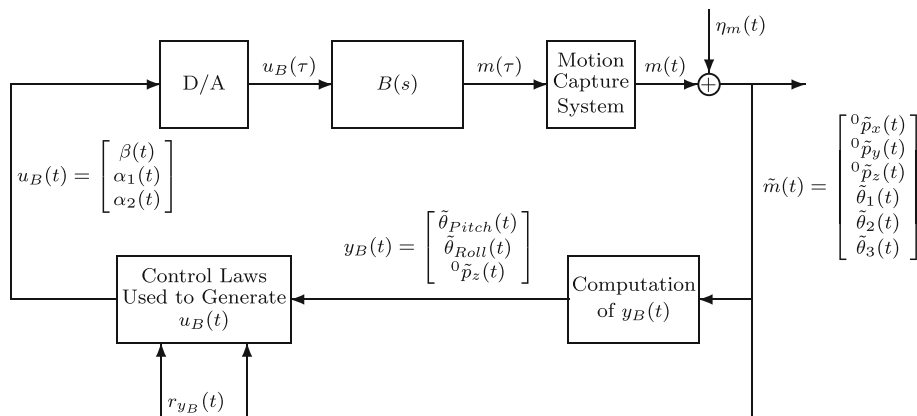 η_m(t)
D/A
u_B(τ)
B(s)
m(τ)
Motion
Capture
System
m(t)
+
u_B(t) = [β(t)
α_1(t)
α_2(t)]
m̃(t) = [⁰p̃_x(t)
⁰p̃_y(t)
⁰p̃_z(t)
θ̃_1(t)
θ̃_2(t)
θ̃_3(t)]
y_B(t) = [θ̃_Pitch(t)
θ̃_Roll(t)
⁰p̃_z(t)]
Control Laws
Used to Generate
u_B(t)
Computation
of y_B(t)
r_{y_B}(t)